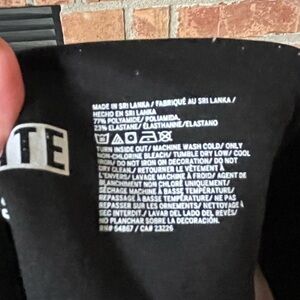 MADE IN SRI LANKA / FABRIQUÉ AU SRI LANKA /
HECHO EN SRI LANKA
77% POLYAMIDE/ POLIAMIDA,
23% ELASTANE/ ÉLASTHANNE/ ELASTANO
TURN INSIDE OUT/ MACHINE WASH COLD/ ONLY
NON-CHLORINE BLEACH/ TUMBLE DRY LOW/ COOL
IRON/ DO NOT IRON ON DECORATION/ DO NOT
DRY CLEAN./ RETOURNER LE VÊTEMENT À
L'ENVERS/ LAVAGE MACHINE À FROID/ AGENT DE
BLANCHIMENT NON CHLORÉ UNIQUEMENT/
SÉCHAGE MACHINE À BASSE TEMPÉRATURE/
REPASSAGE À BASSE TEMPÉRATURE/ NE PAS
REPASSER SUR LES ORNEMENTS/ NETTOYAGE À
SEC INTERDIT./ LAVAR DEL LADO DEL REVÉS/
NO PLANCHAR SOBRE LA DECORACIÓN.
RN# 54867/ CA# 23226
TE